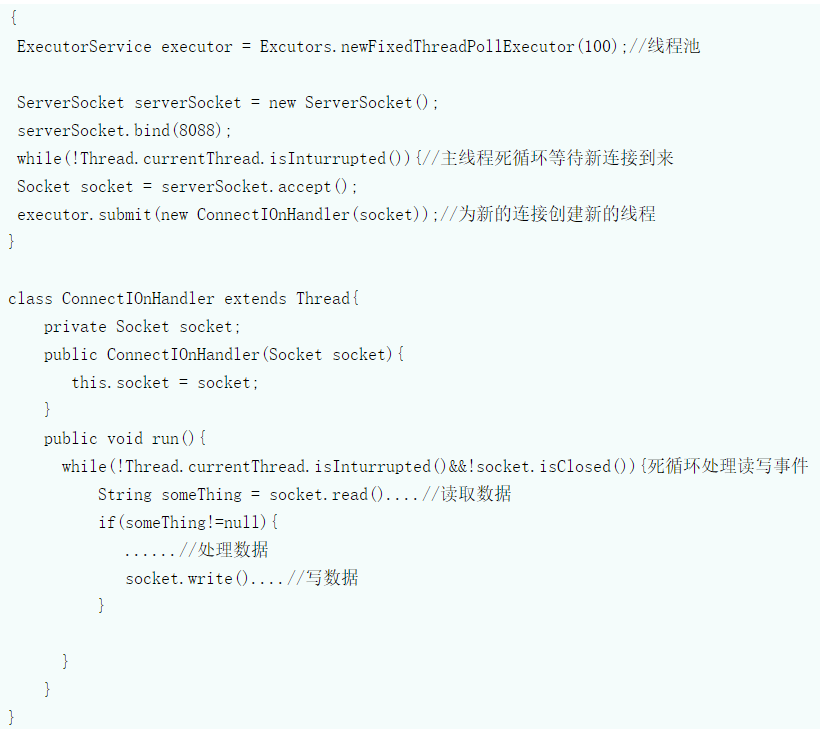 {
 ExecutorService executor = Excutors.newFixedThreadPollExecutor(100);//线程池
 ServerSocket serverSocket = new ServerSocket();
 serverSocket.bind(8088);
 while(!Thread.currentThread.isInturrupted()){//主线程死循环等待新连接到来
 Socket socket = serverSocket.accept();
 executor.submit(new ConnectIOnHandler(socket));//为新的连接创建新的线程
}
class ConnectIOnHandler extends Thread{
    private Socket socket;
    public ConnectIOnHandler(Socket socket){
       this.socket = socket;
    }
    public void run(){
      while(!Thread.currentThread.isInturrupted()&&!socket.isClosed()){死循环处理读写事件
          String someThing = socket.read()....//读取数据
          if(someThing!=null){
             ......//处理数据
             socket.write()....//写数据
          }
      }
    }
}